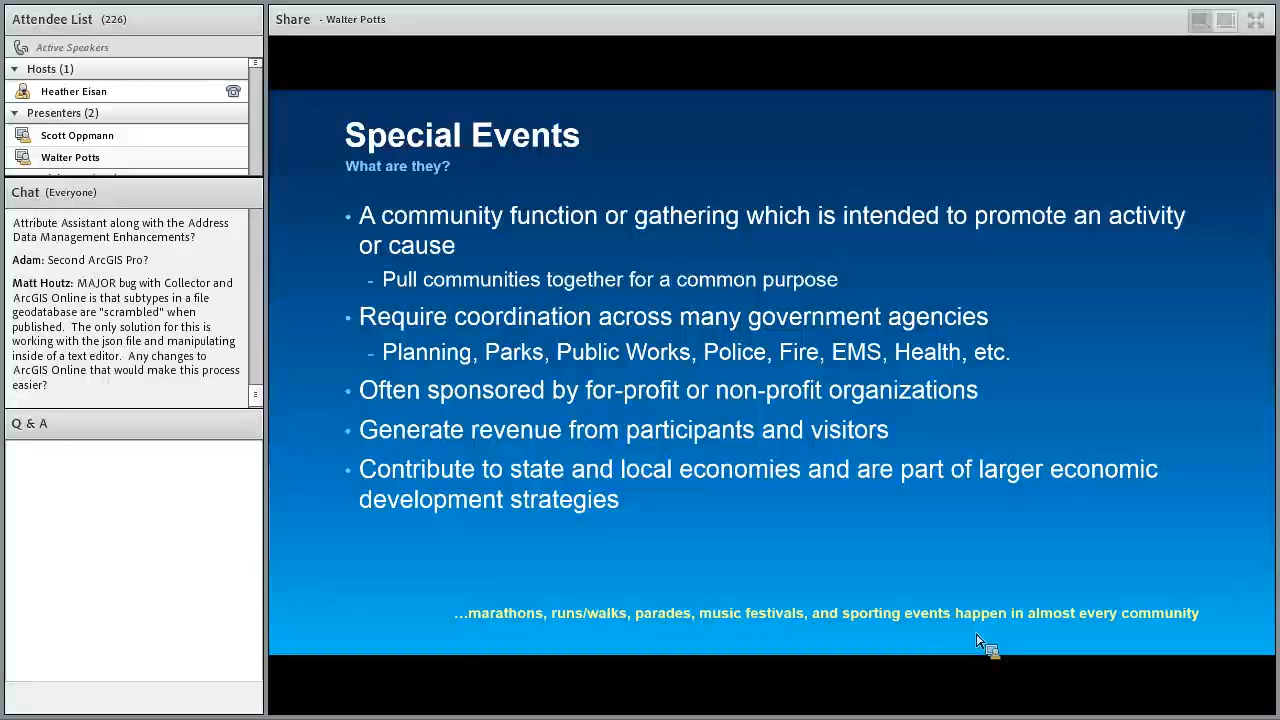 Attendee List (226)
Active Speakers
Hosts (1)
Heather Eisan
Presenters (2)
Scott Oppmann
Walter Potts
Chat (Everyone)
Attribute Assistant along with the Address
Data Management Enhancements?
Adam: Second ArcGIS Pro?
Matt Houtz: MAJOR bug with Collector and
ArcGIS Online is that subtypes in a file
geodatabase are "scrambled" when
published. The only solution for this is
working with the json file and manipulating
inside of a text editor. Any changes to
ArcGIS Online that would make this process
easier?
Q & A
Share - Walter Potts
Special Events
What are they?
• A community function or gathering which is intended to promote an activity
or cause
- Pull communities together for a common purpose
• Require coordination across many government agencies
- Planning, Parks, Public Works, Police, Fire, EMS, Health, etc.
• Often sponsored by for-profit or non-profit organizations
• Generate revenue from participants and visitors
• Contribute to state and local economies and are part of larger economic
development strategies
...marathons, runs/walks, parades, music festivals, and sporting events happen in almost every community